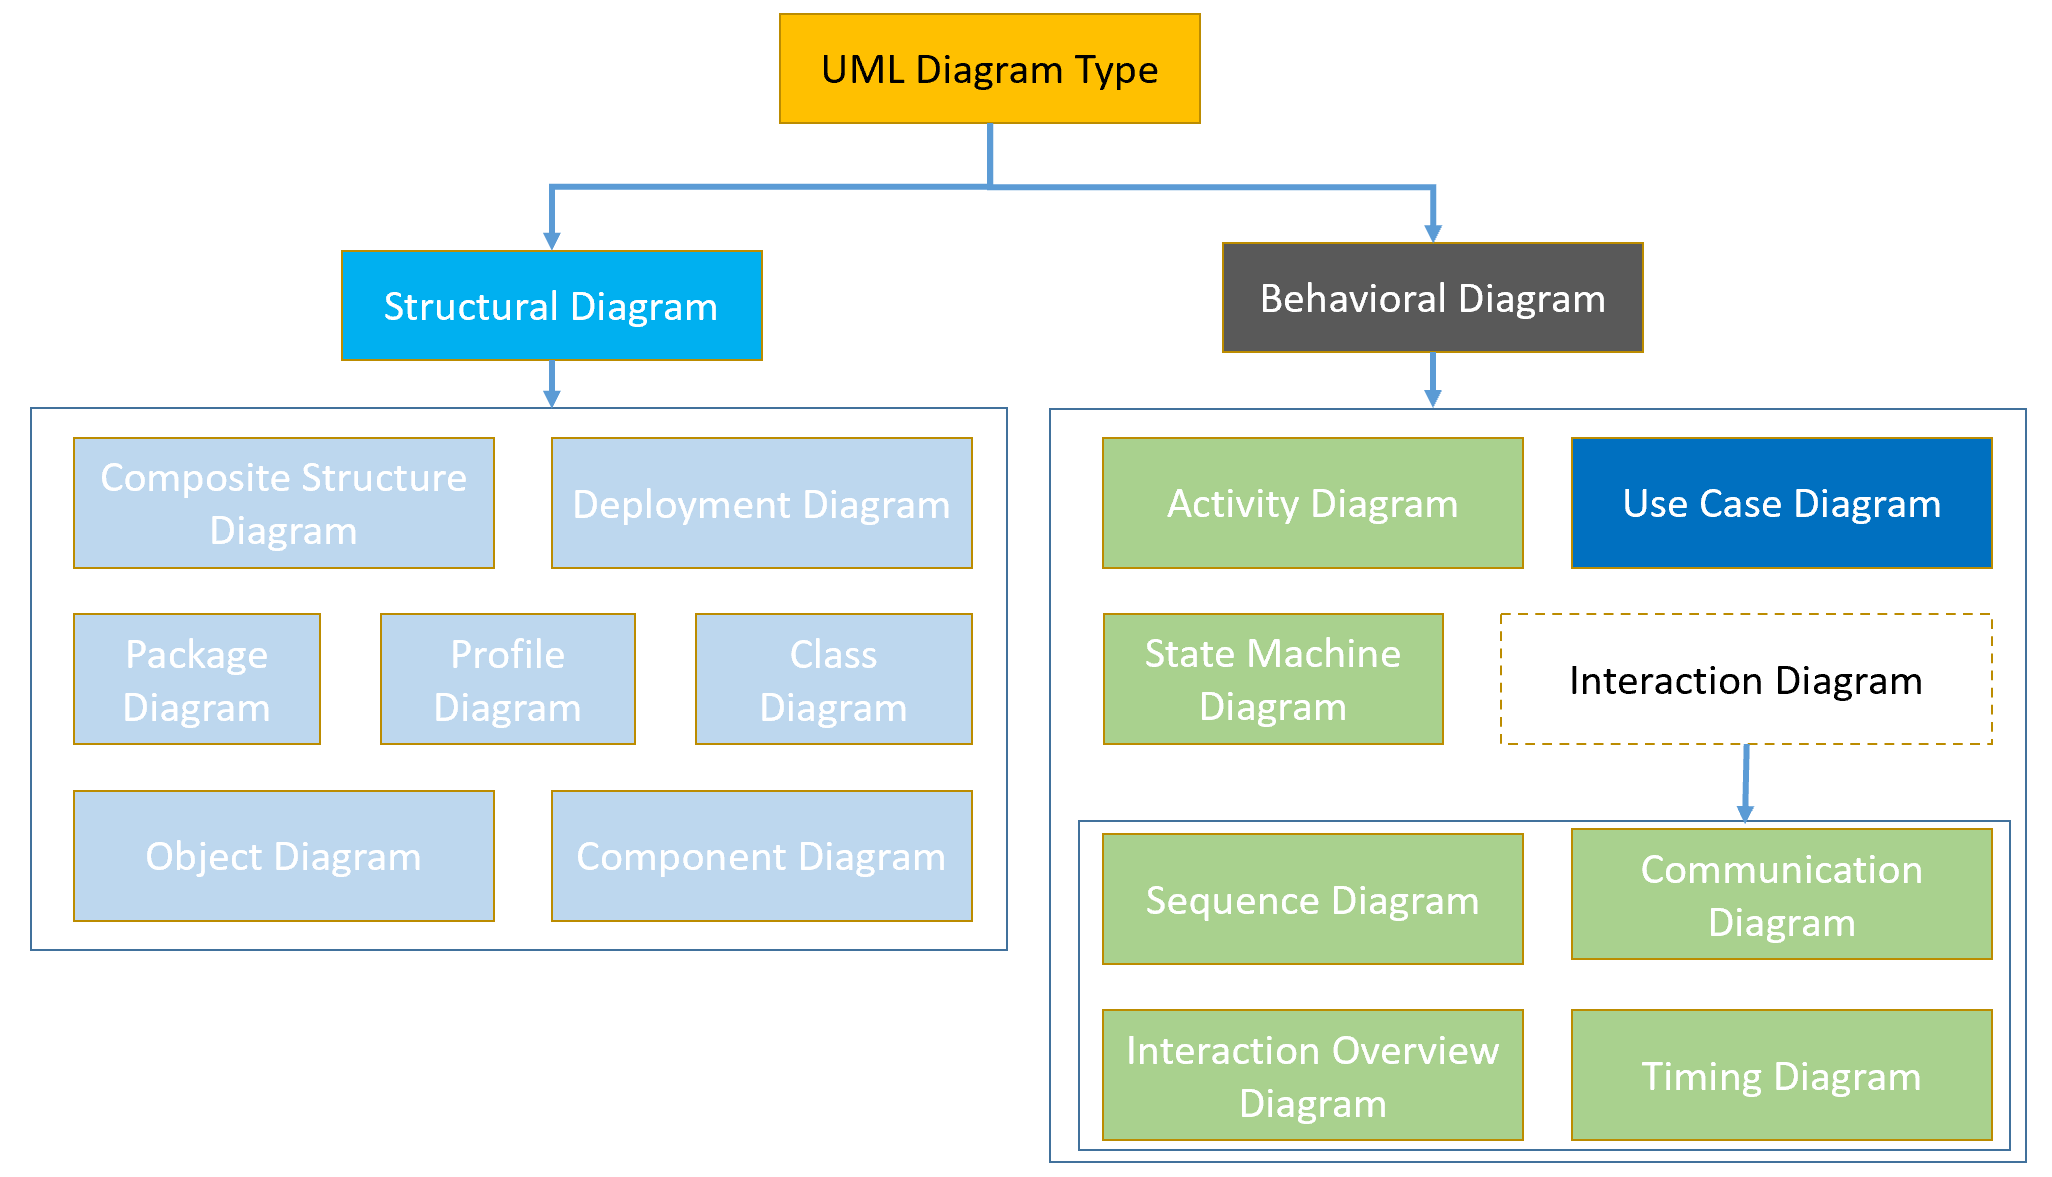 UML Diagram Type
Structural Diagram
Behavioral Diagram
Composite Structure
Diagram
Deployment Diagram
Package
Diagram
Profile
Diagram
Class
Diagram
Object Diagram
Component Diagram
Activity Diagram
Use Case Diagram
State Machine
Diagram
Interaction Diagram
Sequence Diagram
Communication
Diagram
Interaction Overview
Diagram
Timing Diagram